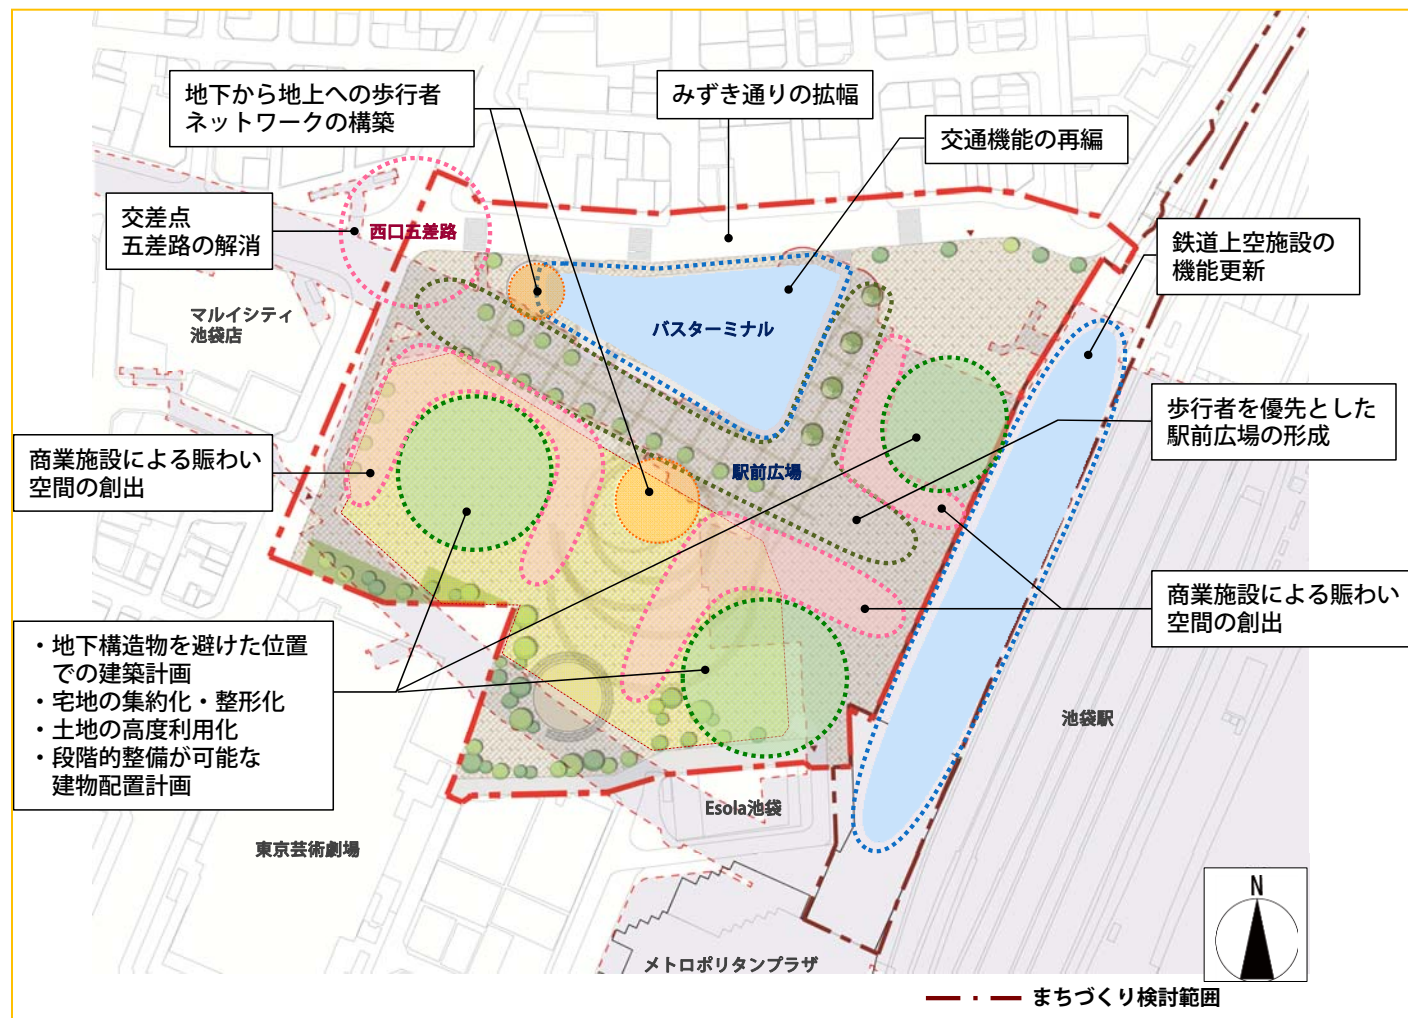 地下から地上への歩行者
ネットワークの構築
みずき通りの拡幅
交通機能の再編
交差点
五差路の解消
西口五差路
鉄道上空施設の
機能更新
マルイシティ
池袋店
バスターミナル
歩行者を優先とした
駅前広場の形成
商業施設による賑わい
空間の創出
駅前広場
商業施設による賑わい
空間の創出
・地下構造物を避けた位置
での建築計画
・宅地の集約化・整形化
・土地の高度利用化
・段階的整備が可能な
建物配置計画
池袋駅
Esola池袋
東京芸術劇場
N
メトロポリタンプラザ
まちづくり検討範囲